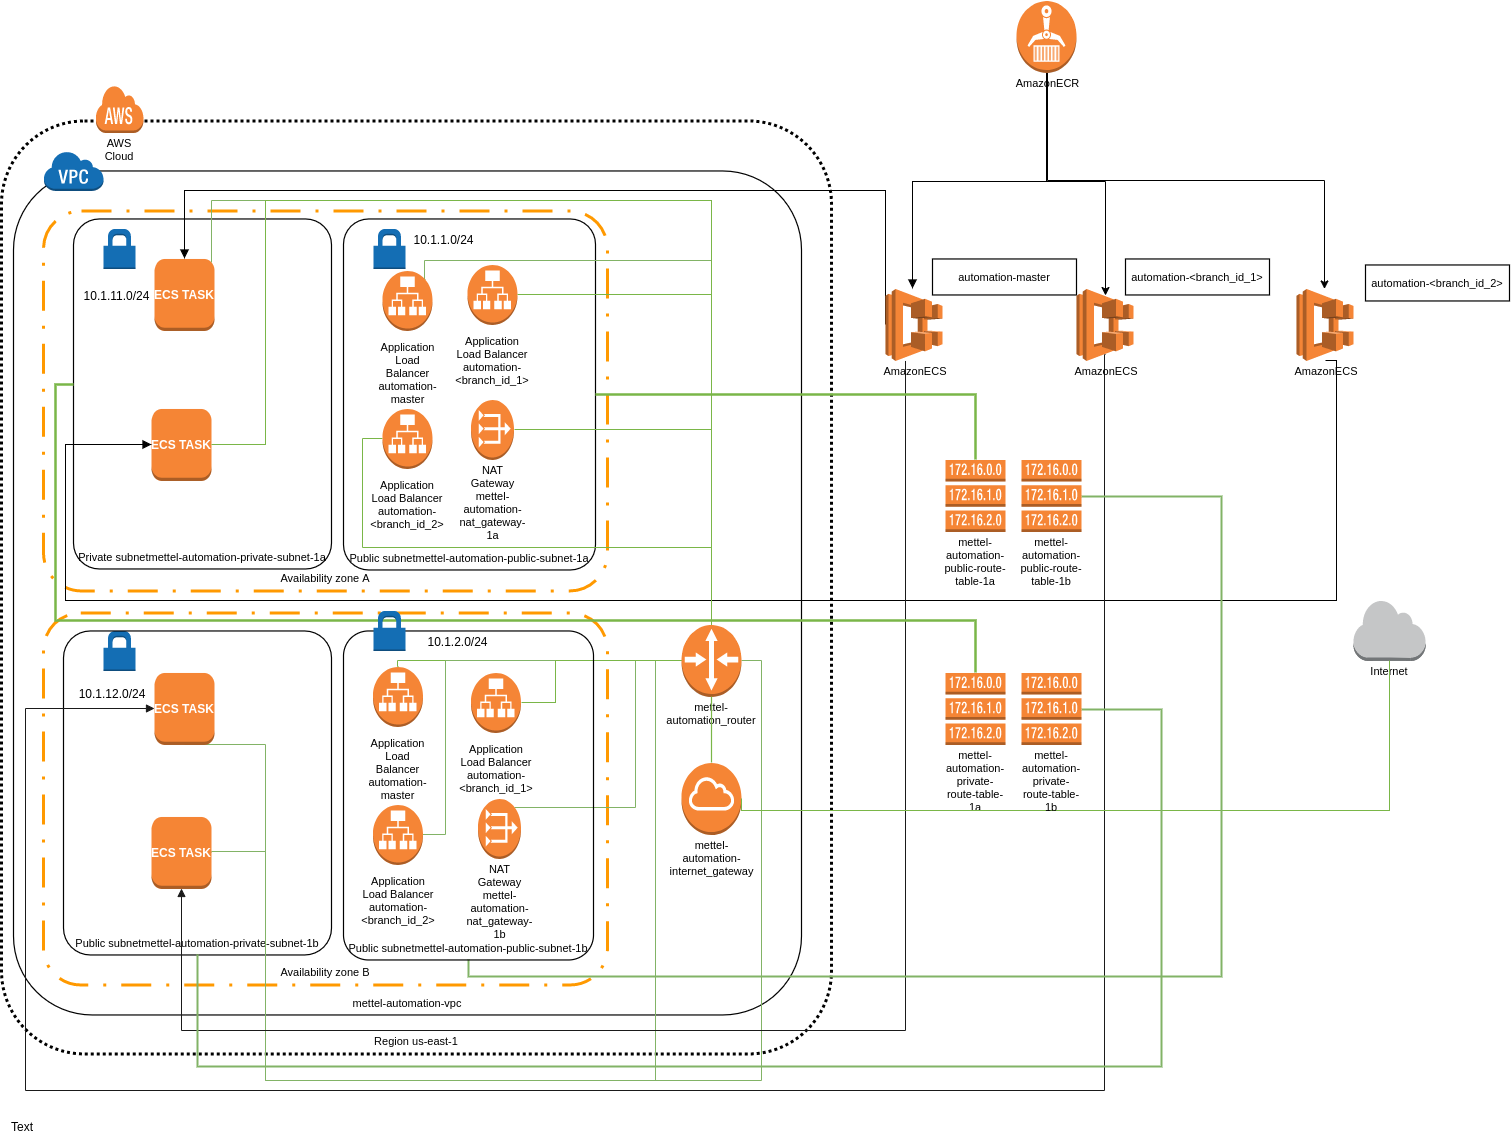 AmazonECR
AWS
AWS
Cloud
VPC
10.1.11.0/24
ECS TASK
ECS TASK
Private subnetmettel-automation-private-subnet-1a
10.1.1.0/24
Application
Load
Balancer
automation-
master
Application
Load Balancer
automation-
<branch_id_1>
Application
Load Balancer
automation-
<branch_id_2>
NAT
Gateway
mettel-
automation-
nat_gateway-
1a
Public subnetmettel-automation-public-subnet-1a
Availability zone A
automation-master
automation-<branch_id_1>
automation-<branch_id_2>
AmazonECS
AmazonECS
AmazonECS
172.16.0.0
172.16.1.0
172.16.2.0
mettel-
automation-
public-route-
table-1a
172.16.0.0
172.16.1.0
172.16.2.0
mettel-
automation-
public-route-
table-1b
10.1.12.0/24
ECS TASK
ECS TASK
Public subnetmettel-automation-private-subnet-1b
10.1.2.0/24
Application
Load
Balancer
automation-
master
Application
Load Balancer
automation-
<branch_id_1>
Application
Load Balancer
automation-
<branch_id_2>
NAT
Gateway
mettel-
automation-
nat_gateway-
1b
Public subnetmettel-automation-public-subnet-1b
Availability zone B
mettel-
automation_router
mettel-
automation-
internet_gateway
172.16.0.0
172.16.1.0
172.16.2.0
mettel-
automation-
private-
route-table-
1a
172.16.0.0
172.16.1.0
172.16.2.0
mettel-
automation-
private-
route-table-
1b
Internet
mettel-automation-vpc
Region us-east-1
Text